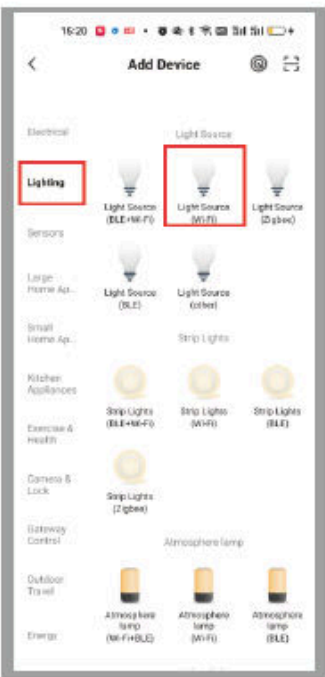 15:20
Add Device
Electrical
Light Source
Lighting
Light Source
(BLE+Wi-Fi)
Light Source
(Wi-Fi)
Light Source
(Zigbee)
Sensors
Large
Home Ap...
Light Source
(BLE)
Light Source
(other)
Small
Home Ap...
Strip Lights
Kitchen
Appliances
Strip Lights
(BLE+Wi-Fi)
Strip Lights
(Wi-Fi)
Strip Lights
(BLE)
Exercise &
Health
Camera &
Lock
Strip Lights
(Zigbee)
Gateway
Control
Atmosphere lamp
Outdoor
Travel
Atmosphere
lamp
(Wi-Fi+BLE)
Atmosphere
lamp
(Wi-Fi)
Atmosphere
lamp
(BLE)
Energy